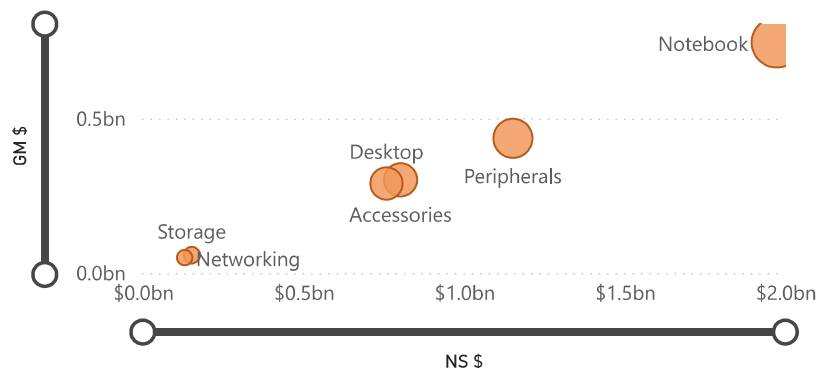 Notebook
0.5bn
GM $
Desktop
Peripherals
Accessories
Storage
Networking
0.0bn
$0.0bn $0.5bn $1.0bn $1.5bn $2.0bn
NS $